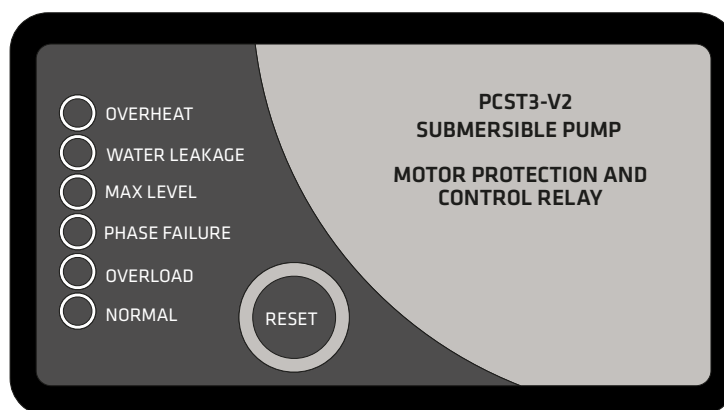 OVERHEAT
WATER LEAKAGE
MAX LEVEL
PHASE FAILURE
OVERLOAD
NORMAL
RESET
PCST3-V2
SUBMERSIBLE PUMP
MOTOR PROTECTION AND
CONTROL RELAY